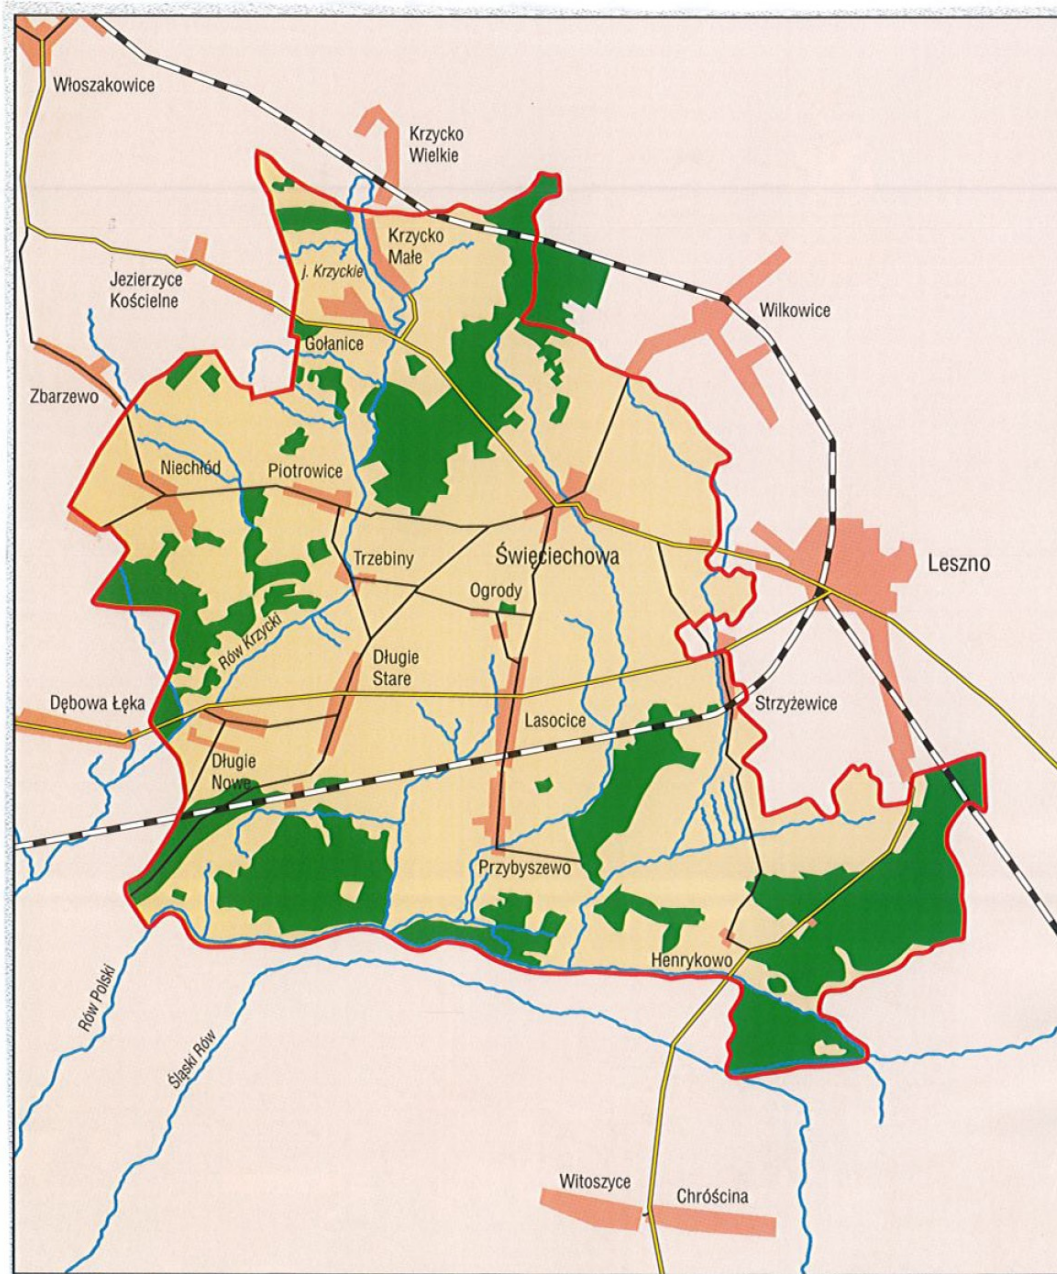 Włoszakowice
Krzycko
Wielkie
Krzycko
Małe
j. Krzyckie
Jezierzyce
Kościelne
Wilkowice
Gołanice
Zbarzewo
Niechłód
Piotrowice
Święciechowa
Trzebiny
Leszno
Ogrody
Rów Krzycki
Długie
Stare
Dębowa Łęka
Lasocice
Strzyżewice
Długie
Nowe
Przybyszewo
Henrykowo
Rów Polski
Śląski Rów
Witoszyce
Chróścina